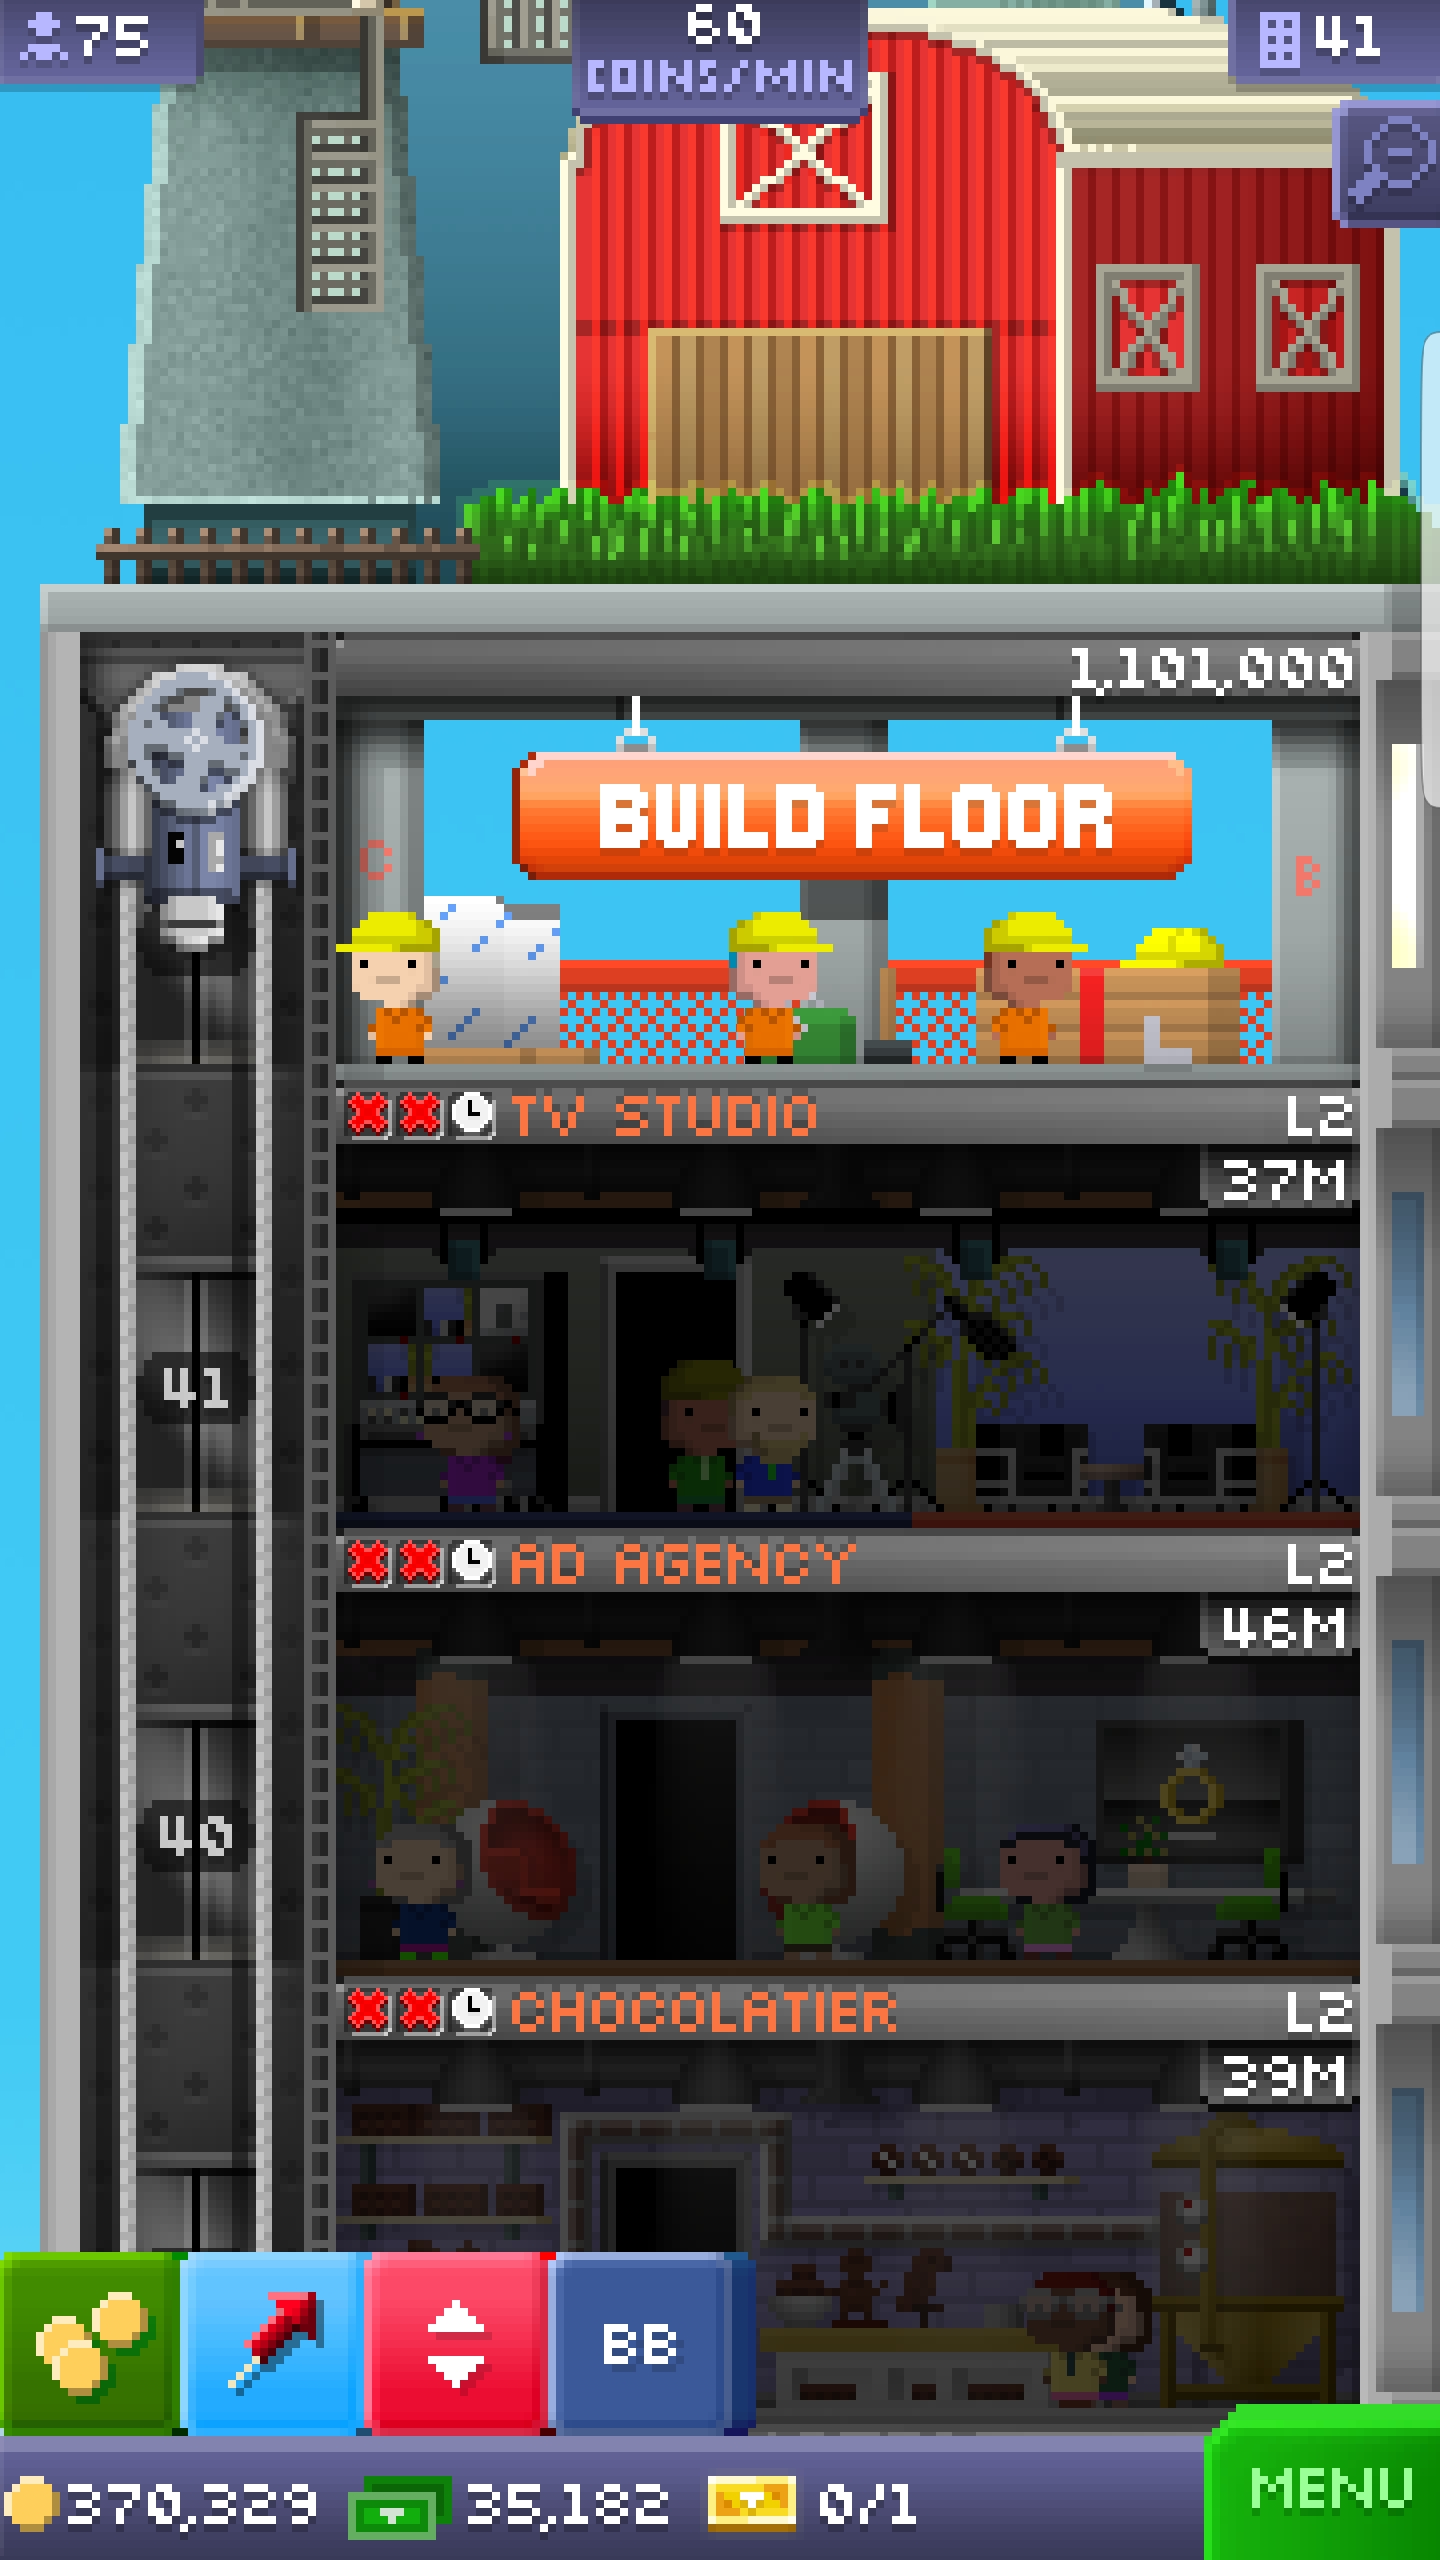 75
60
COINS/MIN
41
1,101,000
BUILD FLOOR
C
B
TV STUDIO L2
37M
41
AD AGENCY L2
46M
40
CHOCOLATIER L2
39M
BB
370,329 35,182 0/1
MENU